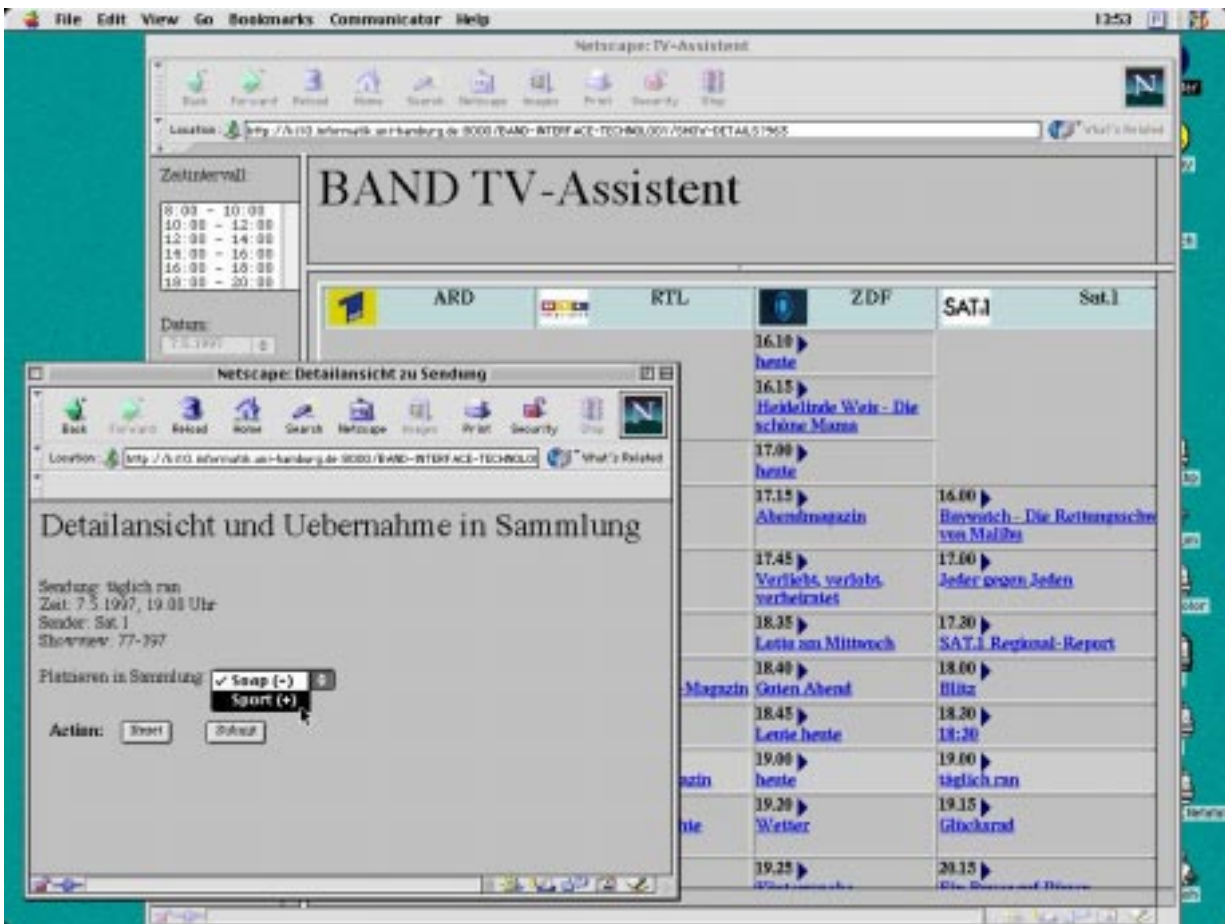 File Edit View Go Bookmarks Communicator Help
13:53
Netscape: TV-Assistent
Back Forward Reload Home Search Netscape Images Print Security Stop
N
Location: What's Related
Zeitintervall:
8:00 - 10:00
10:00 - 12:00
12:00 - 14:00
14:00 - 16:00
16:00 - 18:00
18:00 - 20:00
Datum:
7.5.1997
BAND TV-Assistent
ARD RTL ZDF SAT.1 Sat.1
16.10
heute
16.15
Heidelinde Weis - Die
schöne Mama
17.00
heute
17.15
Abendmagazin
17.45
Verliebt, verlobt,
verheiratet
18.35
Lotto am Mittwoch
18.40
-Magazin Guten Abend
18.45
Leute heute
19.00
azin heute
19.20
Wetter
19.25
16.00
Baywatch - Die Rettungsschw
von Malibu
17.00
Jeder gegen Jeden
17.30
SAT.1 Regional-Report
18.00
Blitz
18.30
18:30
19.00
täglich ran
19.15
Glücksrad
20.15
Netscape: Detailansicht zu Sendung
Back Forward Reload Home Search Netscape Images Print Security Stop
N
Location: What's Related
Detailansicht und Uebernahme in Sammlung
Sendung: täglich ran
Zeit: 7.5.1997, 19.00 Uhr
Sender: Sat.1
Showview: 77-397
Platzieren in Sammlung: ✓ Soap (-)
Sport (+)
Action: Reset Submit